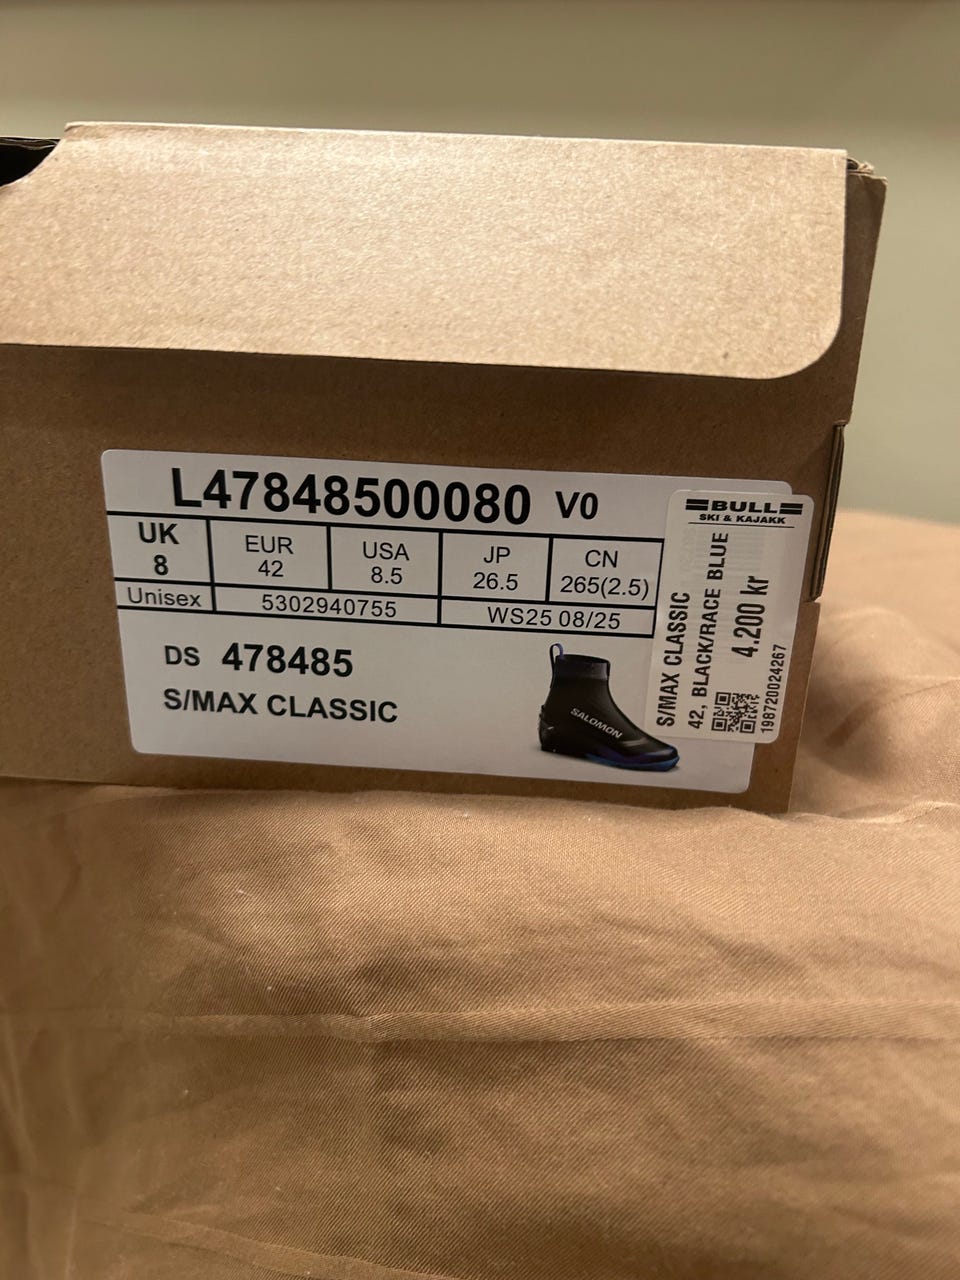 L47848500080 V0
UK 8
EUR 42
USA 8.5
JP 26.5
CN 265(2.5)
Unisex
5302940755
WS25 08/25
DS 478485
S/MAX CLASSIC
SALOMON
BULL
SKI & KAJAKK
S/MAX CLASSIC
42, BLACK/RACE BLUE
4.200 kr
198720024267